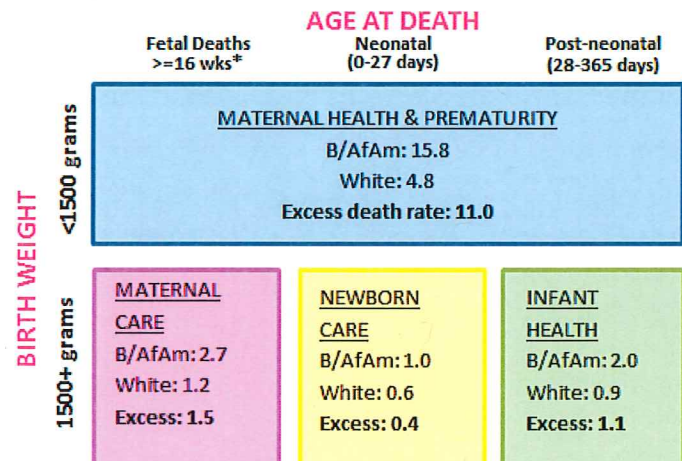 AGE AT DEATH
Fetal Deaths
>=16 wks*
Neonatal
(0-27 days)
Post-neonatal
(28-365 days)
BIRTH WEIGHT
<1500 grams
MATERNAL HEALTH & PREMATURITY
B/AfAm: 15.8
White: 4.8
Excess death rate: 11.0
1500+ grams
MATERNAL
CARE
B/AfAm: 2.7
White: 1.2
Excess: 1.5
NEWBORN
CARE
B/AfAm: 1.0
White: 0.6
Excess: 0.4
INFANT
HEALTH
B/AfAm: 2.0
White: 0.9
Excess: 1.1